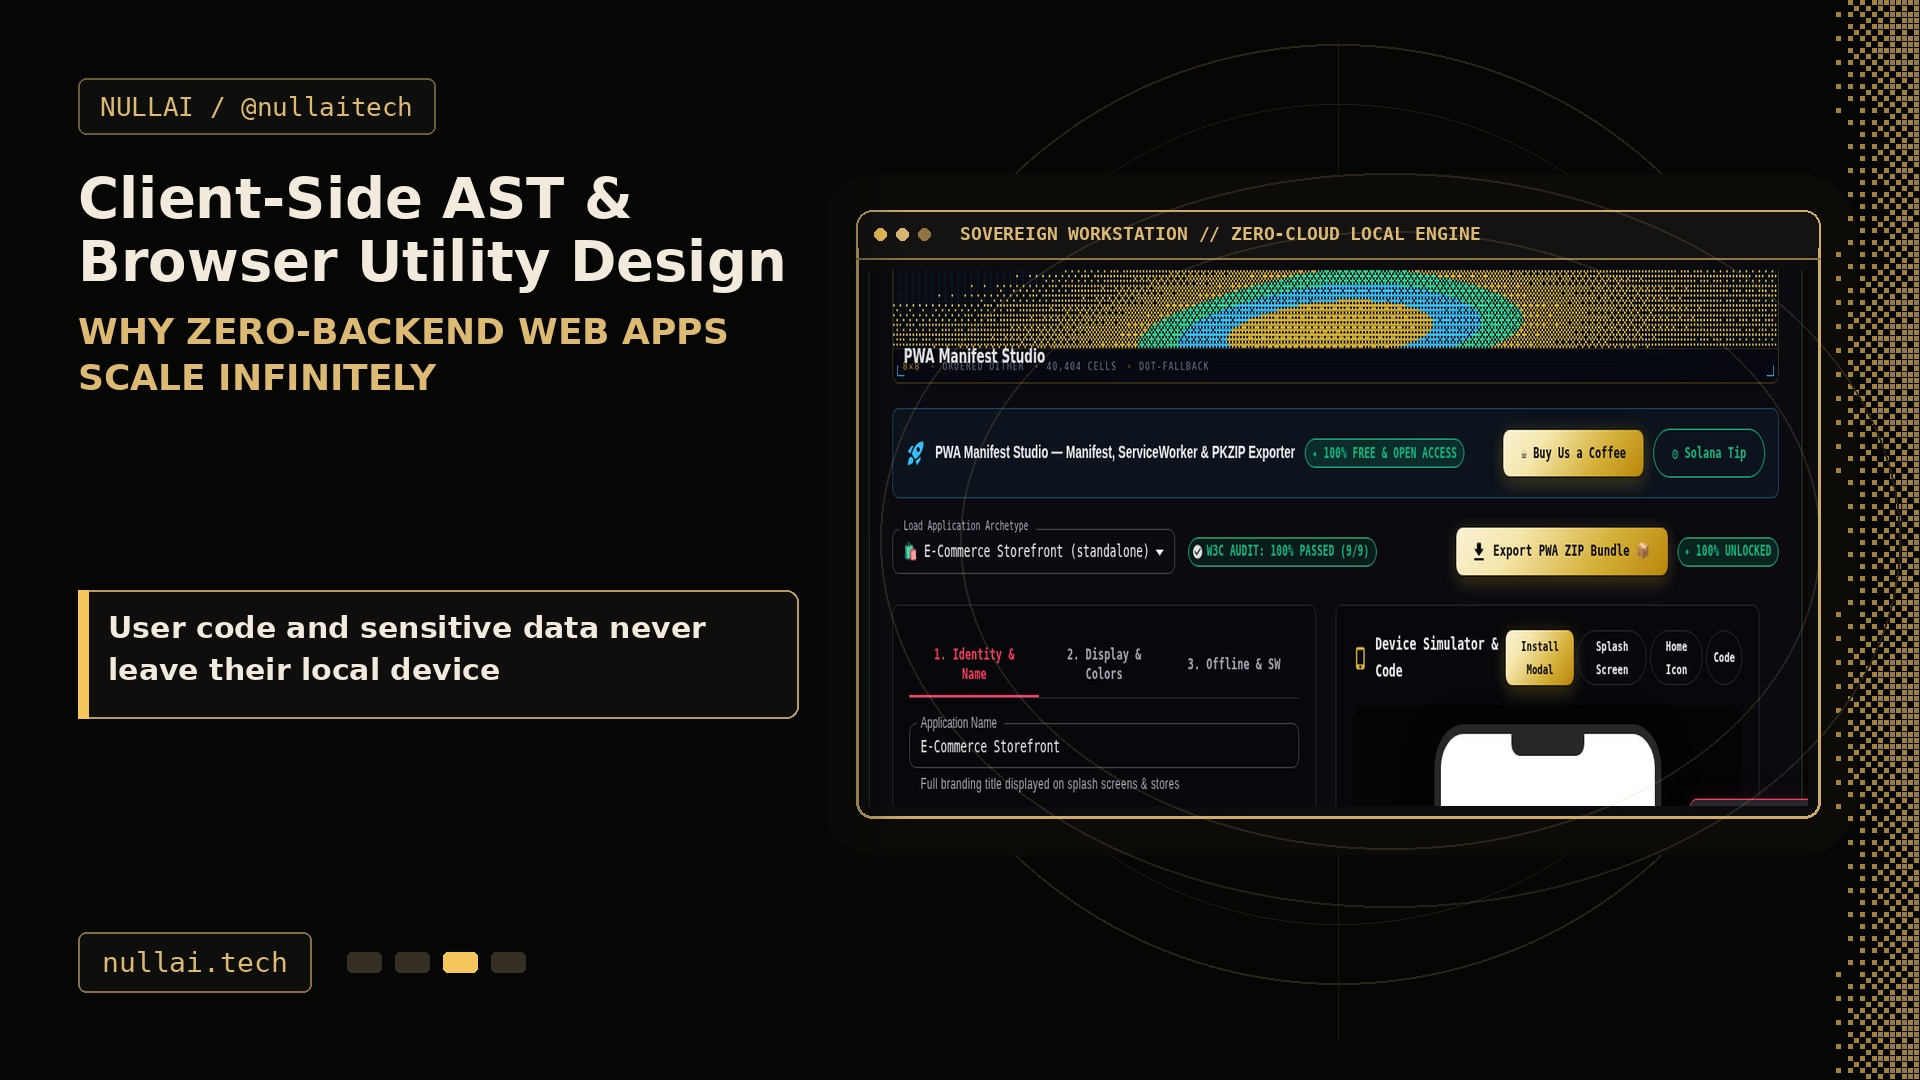 NULLAI / @nullaitech
Client-Side AST &
Browser Utility Design
WHY ZERO-BACKEND WEB APPS
SCALE INFINITELY
User code and sensitive data never
leave their local device
nullai.tech
SOVEREIGN WORKSTATION // ZERO-CLOUD LOCAL ENGINE
PWA Manifest Studio
8×8 · ORDERED DITHER · 40,404 CELLS · DOT-FALLBACK
PWA Manifest Studio — Manifest, ServiceWorker & PKZIP Exporter
100% FREE & OPEN ACCESS
Buy Us a Coffee
Solana Tip
Load Application Archetype
E-Commerce Storefront (standalone)
W3C AUDIT: 100% PASSED (9/9)
Export PWA ZIP Bundle
100% UNLOCKED
1. Identity &
Name
2. Display &
Colors
3. Offline & SW
Application Name
E-Commerce Storefront
Full branding title displayed on splash screens & stores
Device Simulator &
Code
Install
Modal
Splash
Screen
Home
Icon
Code